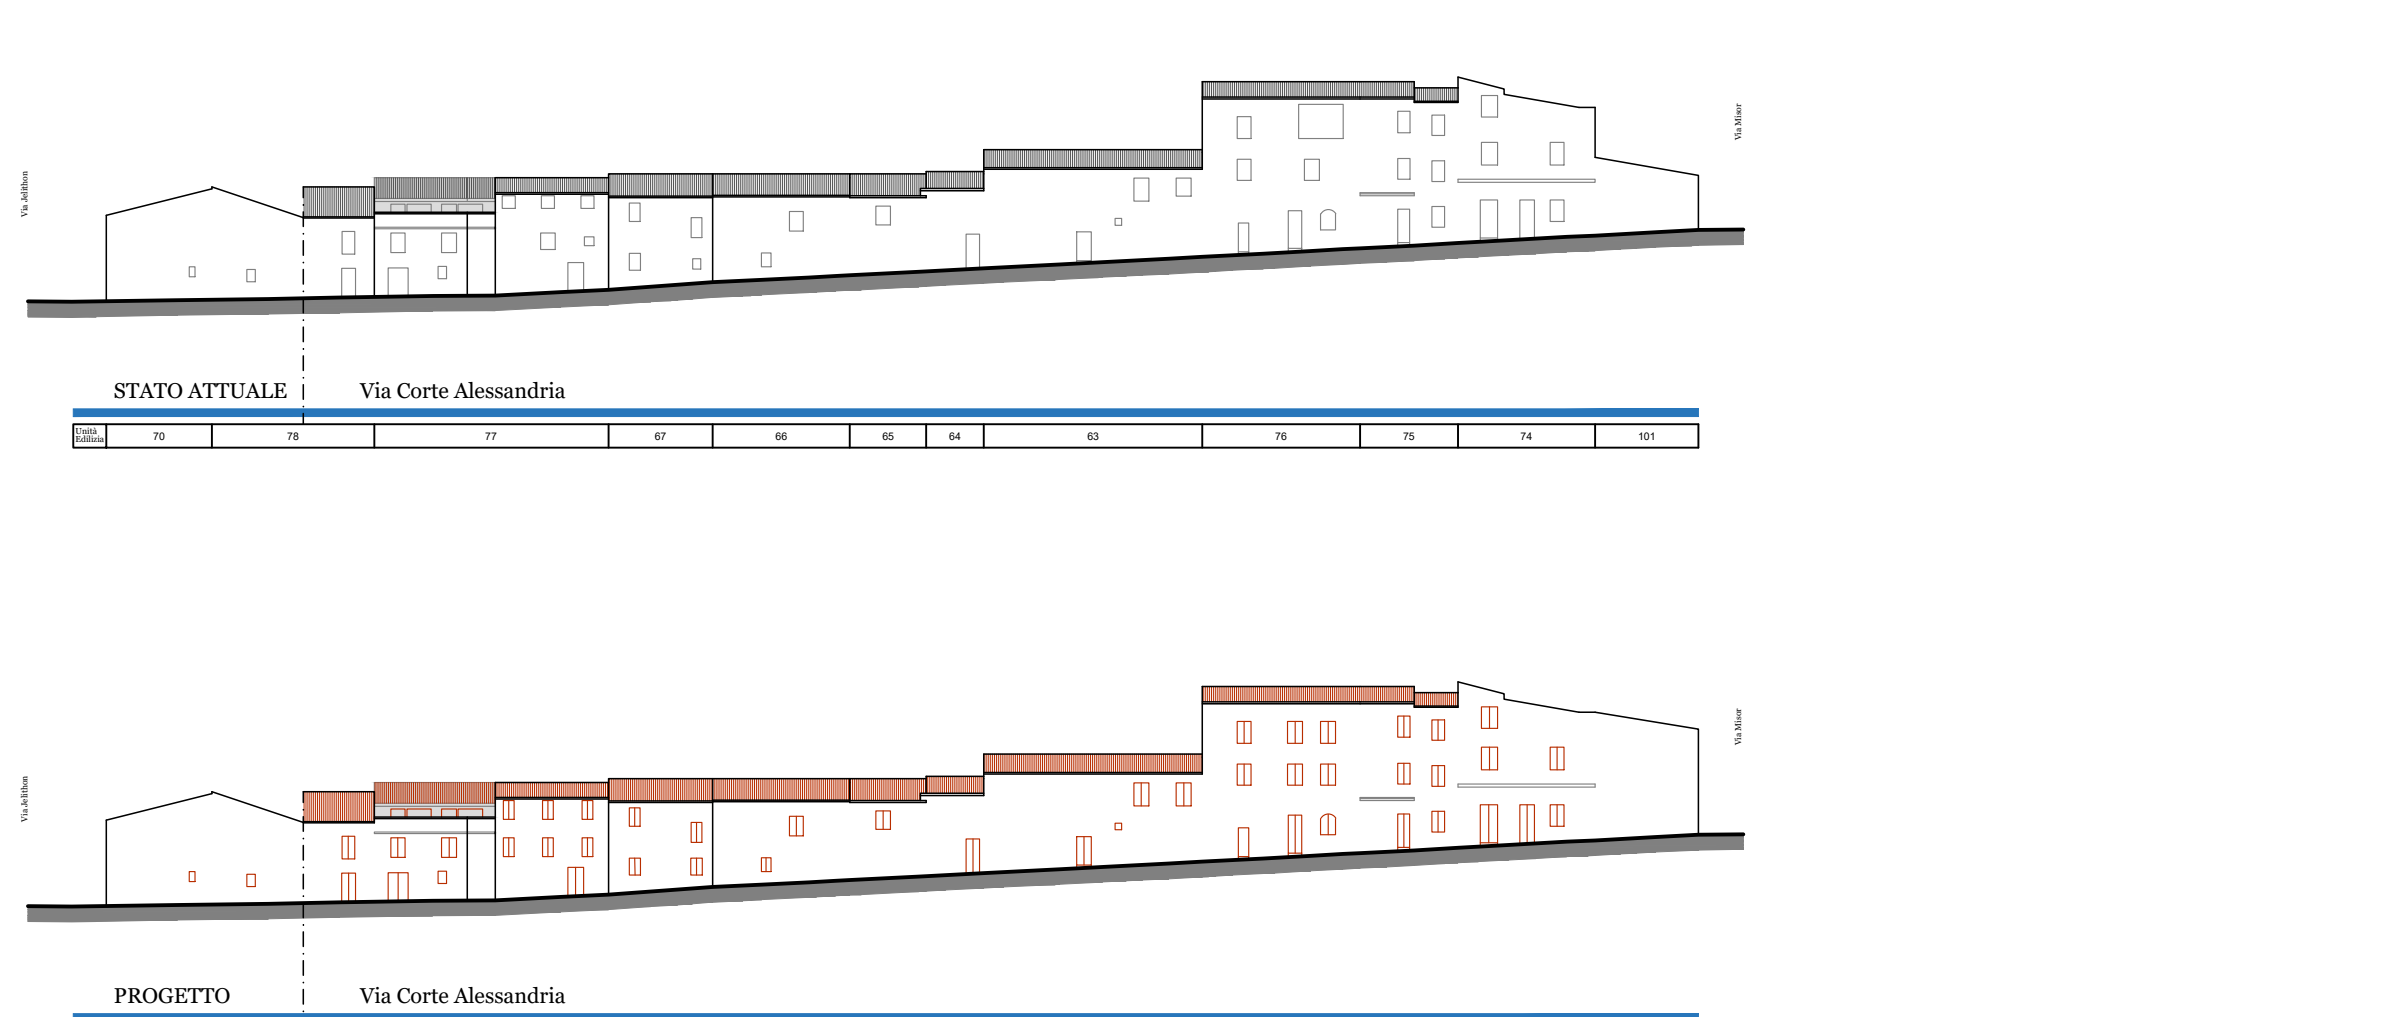 Via Jelithon
Via Misor
STATO ATTUALE
Via Corte Alessandria
Unità
Edilizia
70
78
77
67
66
65
64
63
76
75
74
101
Via Jelithon
Via Misor
PROGETTO
Via Corte Alessandria